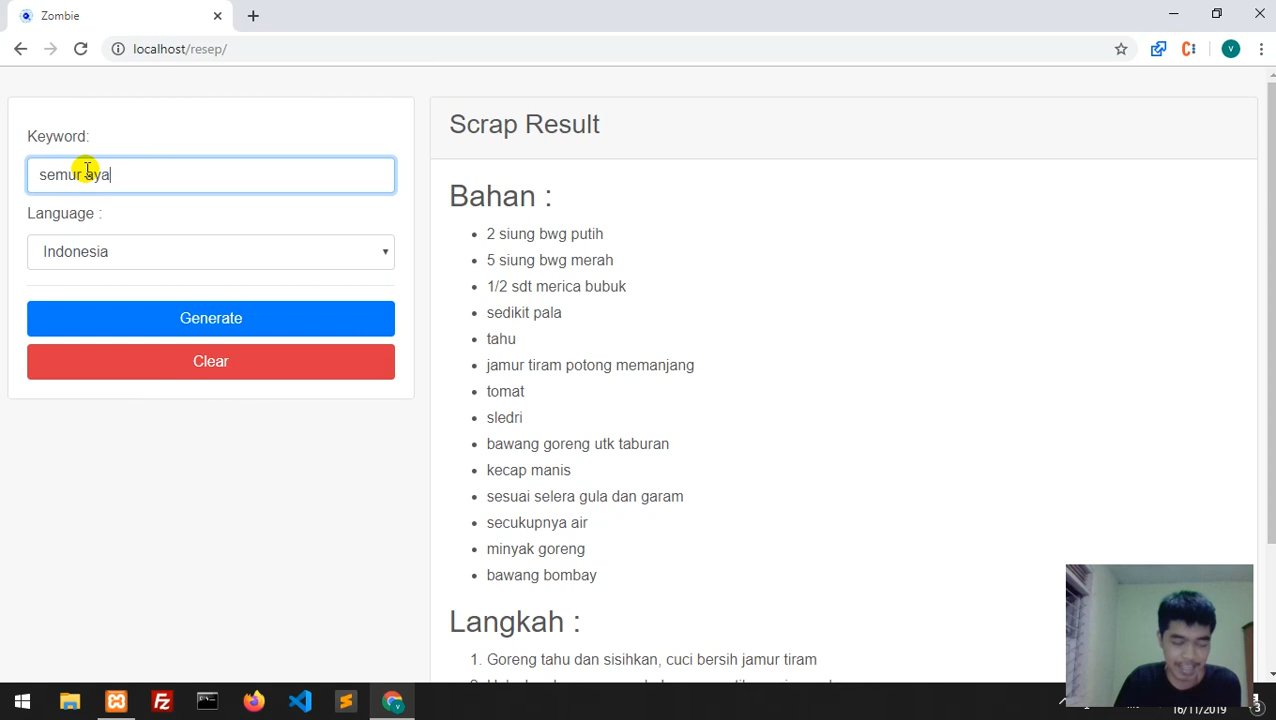 Zombie
localhost/resep/
V
Keyword:
semur aya
Language :
Indonesia
Generate
Clear
Scrap Result
Bahan :
2 siung bwg putih
5 siung bwg merah
1/2 sdt merica bubuk
sedikit pala
tahu
jamur tiram potong memanjang
tomat
sledri
bawang goreng utk taburan
kecap manis
sesuai selera gula dan garam
secukupnya air
minyak goreng
bawang bombay
Langkah :
1. Goreng tahu dan sisihkan, cuci bersih jamur tiram
16/11/2019
3